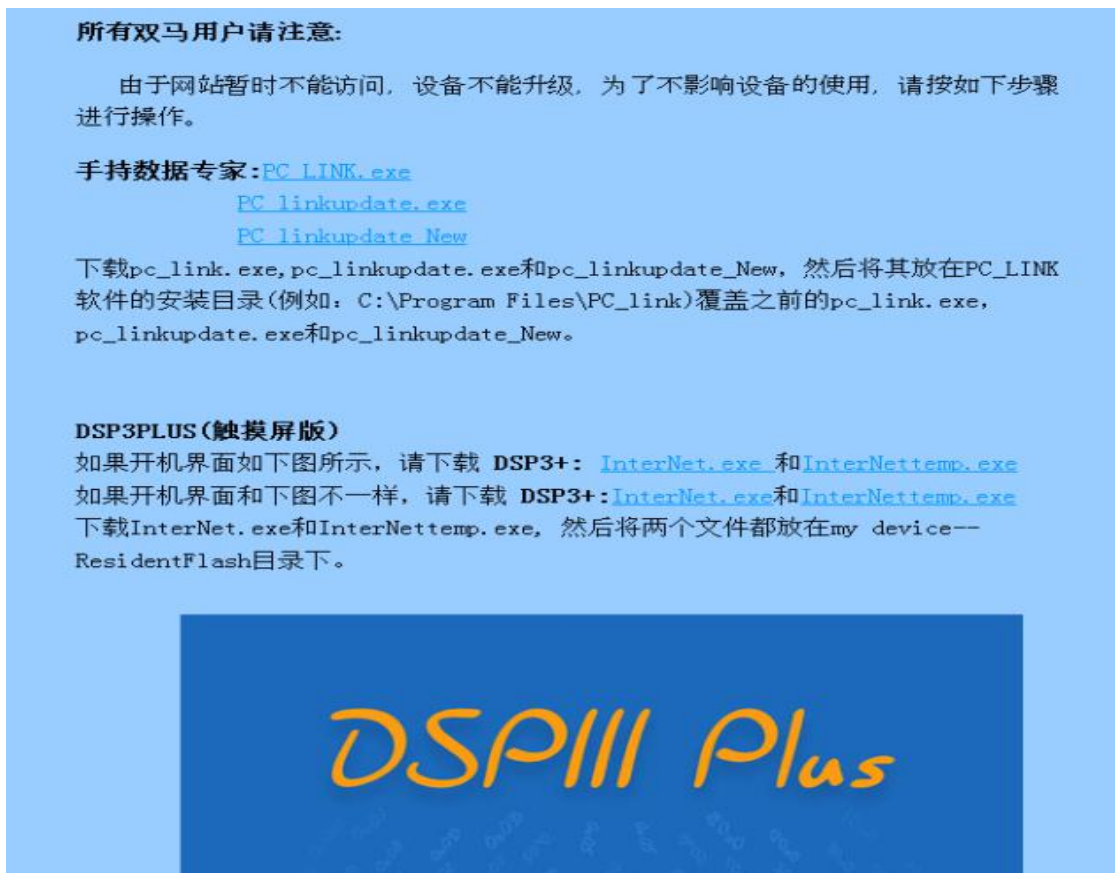 所有双马用户请注意:
由于网站暂时不能访问, 设备不能升级, 为了不影响设备的使用, 请按如下步骤
进行操作。
手持数据专家:PC LINK.exe
PC linkupdate.exe
PC linkupdate New
下载pc_link.exe,pc_linkupdate.exe和pc_linkupdate_New, 然后将其放在PC_LINK
软件的安装目录(例如: C:\Program Files\PC_link)覆盖之前的pc_link.exe,
pc_linkupdate.exe和pc_linkupdate_New。
DSP3PLUS(触摸屏版)
如果开机界面如下图所示, 请下载 DSP3+: InterNet.exe 和InterNettemp.exe
如果开机界面和下图不一样, 请下载 DSP3+:InterNet.exe和InterNettemp.exe
下载InterNet.exe和InterNettemp.exe, 然后将两个文件都放在my device--
ResidentFlash目录下。
DSPIII Plus